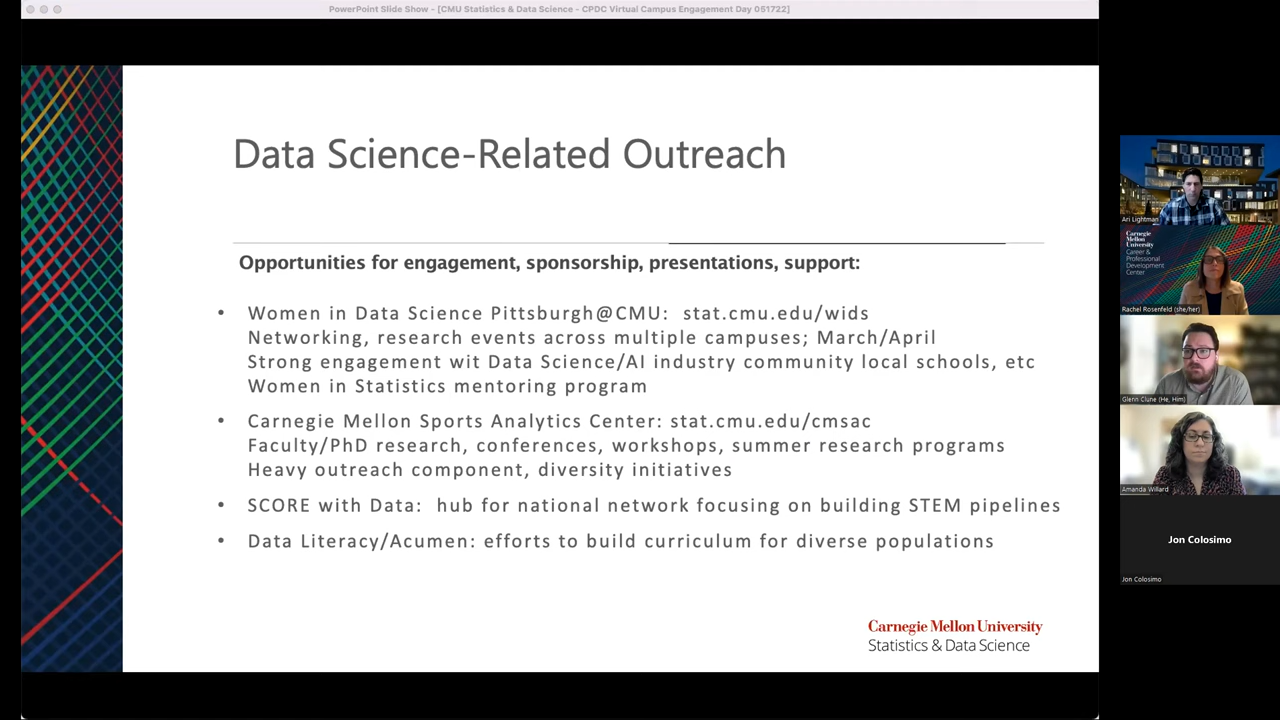 PowerPoint Slide Show - [CMU Statistics & Data Science - CPDC Virtual Campus Engagement Day 051722]
Data Science-Related Outreach
Opportunities for engagement, sponsorship, presentations, support:
• Women in Data Science Pittsburgh@CMU: stat.cmu.edu/wids
Networking, research events across multiple campuses; March/April
Strong engagement wit Data Science/AI industry community local schools, etc
Women in Statistics mentoring program
• Carnegie Mellon Sports Analytics Center: stat.cmu.edu/cmsac
Faculty/PhD research, conferences, workshops, summer research programs
Heavy outreach component, diversity initiatives
• SCORE with Data: hub for national network focusing on building STEM pipelines
• Data Literacy/Acumen: efforts to build curriculum for diverse populations
Carnegie Mellon University
Statistics & Data Science
Ari Lightman
Carnegie
Mellon
University
Career &
Professional
Development
Center
Rachel Rosenfeld (she/her)
Glenn Clune (He, Him)
Amanda Willard
Jon Colosimo
Jon Colosimo